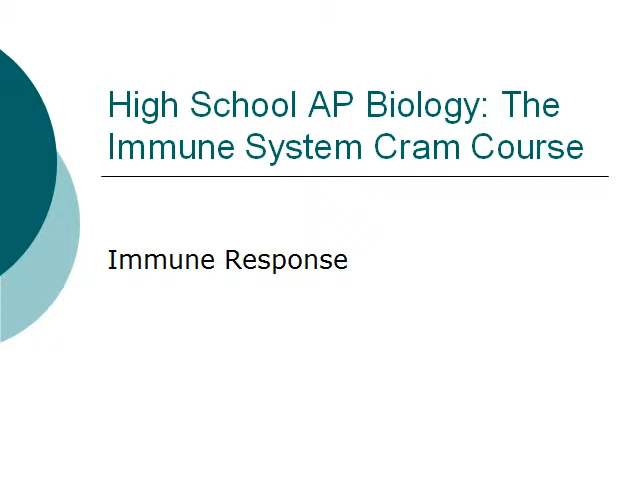 High School AP Biology: The
Immune System Cram Course
Immune Response